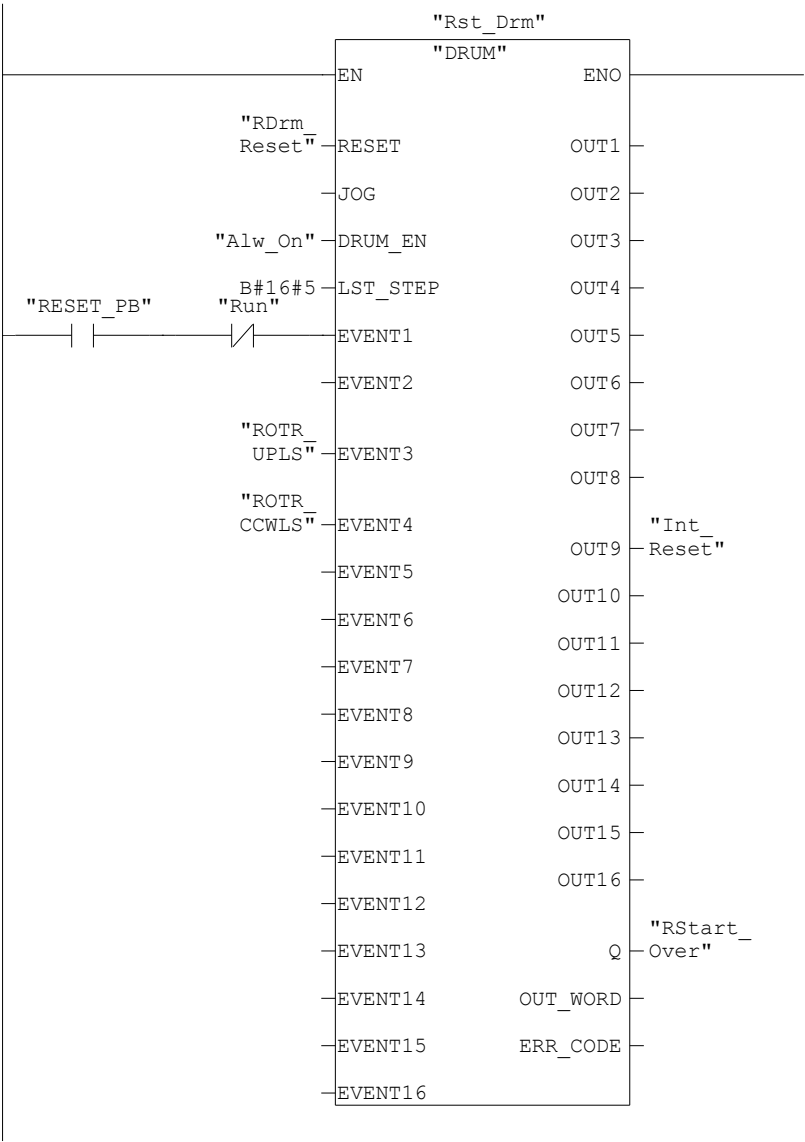 "Rst_Drm"
"DRUM"
EN ENO
"RDrm_
Reset" RESET OUT1
JOG OUT2
"Alw_On" DRUM_EN OUT3
B#16#5 LST_STEP OUT4
"RESET_PB" "Run"
EVENT1 OUT5
EVENT2 OUT6
OUT7
"ROTR_
UPLS" EVENT3
OUT8
"ROTR_
CCWLS" EVENT4
"Int_
OUT9 Reset"
EVENT5
OUT10
EVENT6
OUT11
EVENT7
OUT12
EVENT8
OUT13
EVENT9
OUT14
EVENT10
OUT15
EVENT11
OUT16
EVENT12
"RStart_
EVENT13 Q Over"
EVENT14 OUT_WORD
EVENT15 ERR_CODE
EVENT16